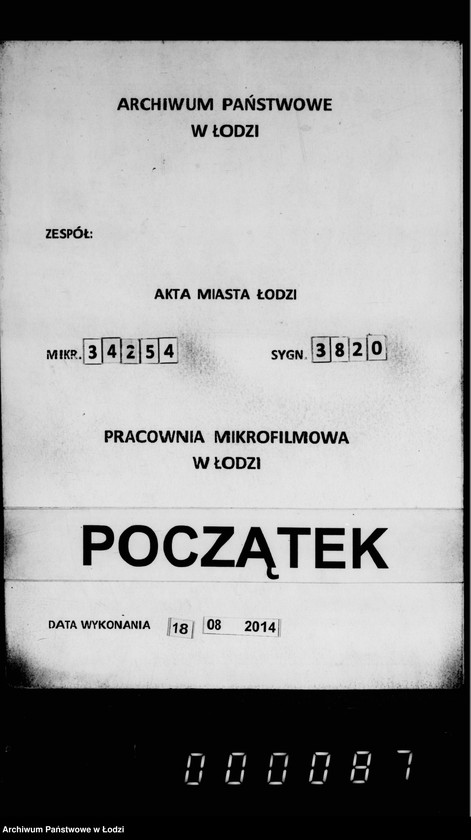 ARCHIWUM PAŃSTWOWE
W ŁODZI
ZESPÓŁ:
AKTA MIASTA ŁODZI
MIKR. 34254 SYGN. 3820
PRACOWNIA MIKROFILMOWA
W ŁODZI
POCZĄTEK
DATA WYKONANIA 18 08 2014
000087
Archiwum Państwowe w Łodzi